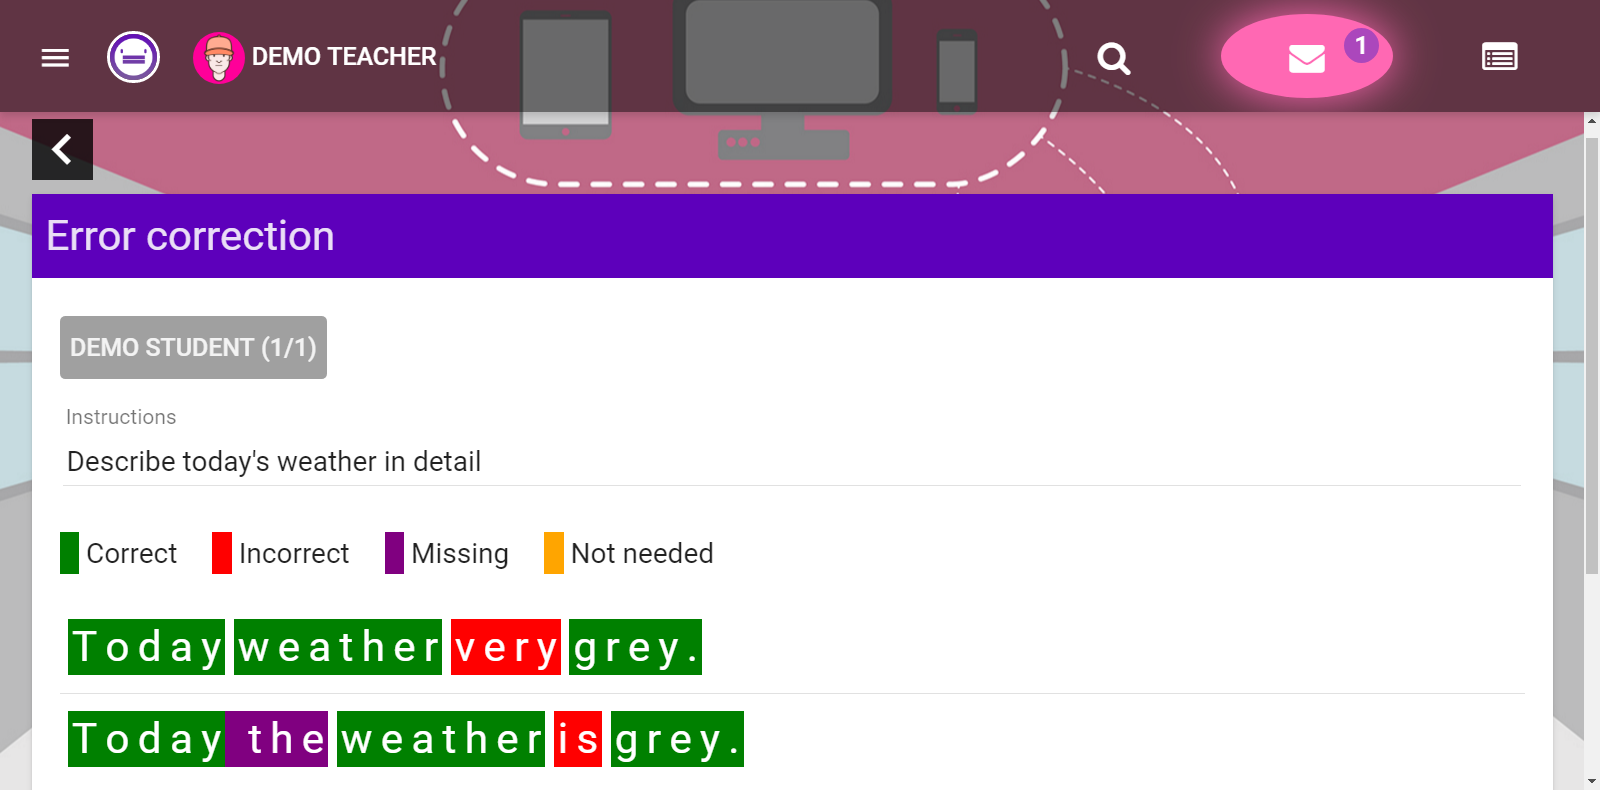 DEMO TEACHER
1
Error correction
DEMO STUDENT (1/1)
Instructions
Describe today's weather in detail
Correct Incorrect Missing Not needed
Today weather very grey.
Today the weather is grey.